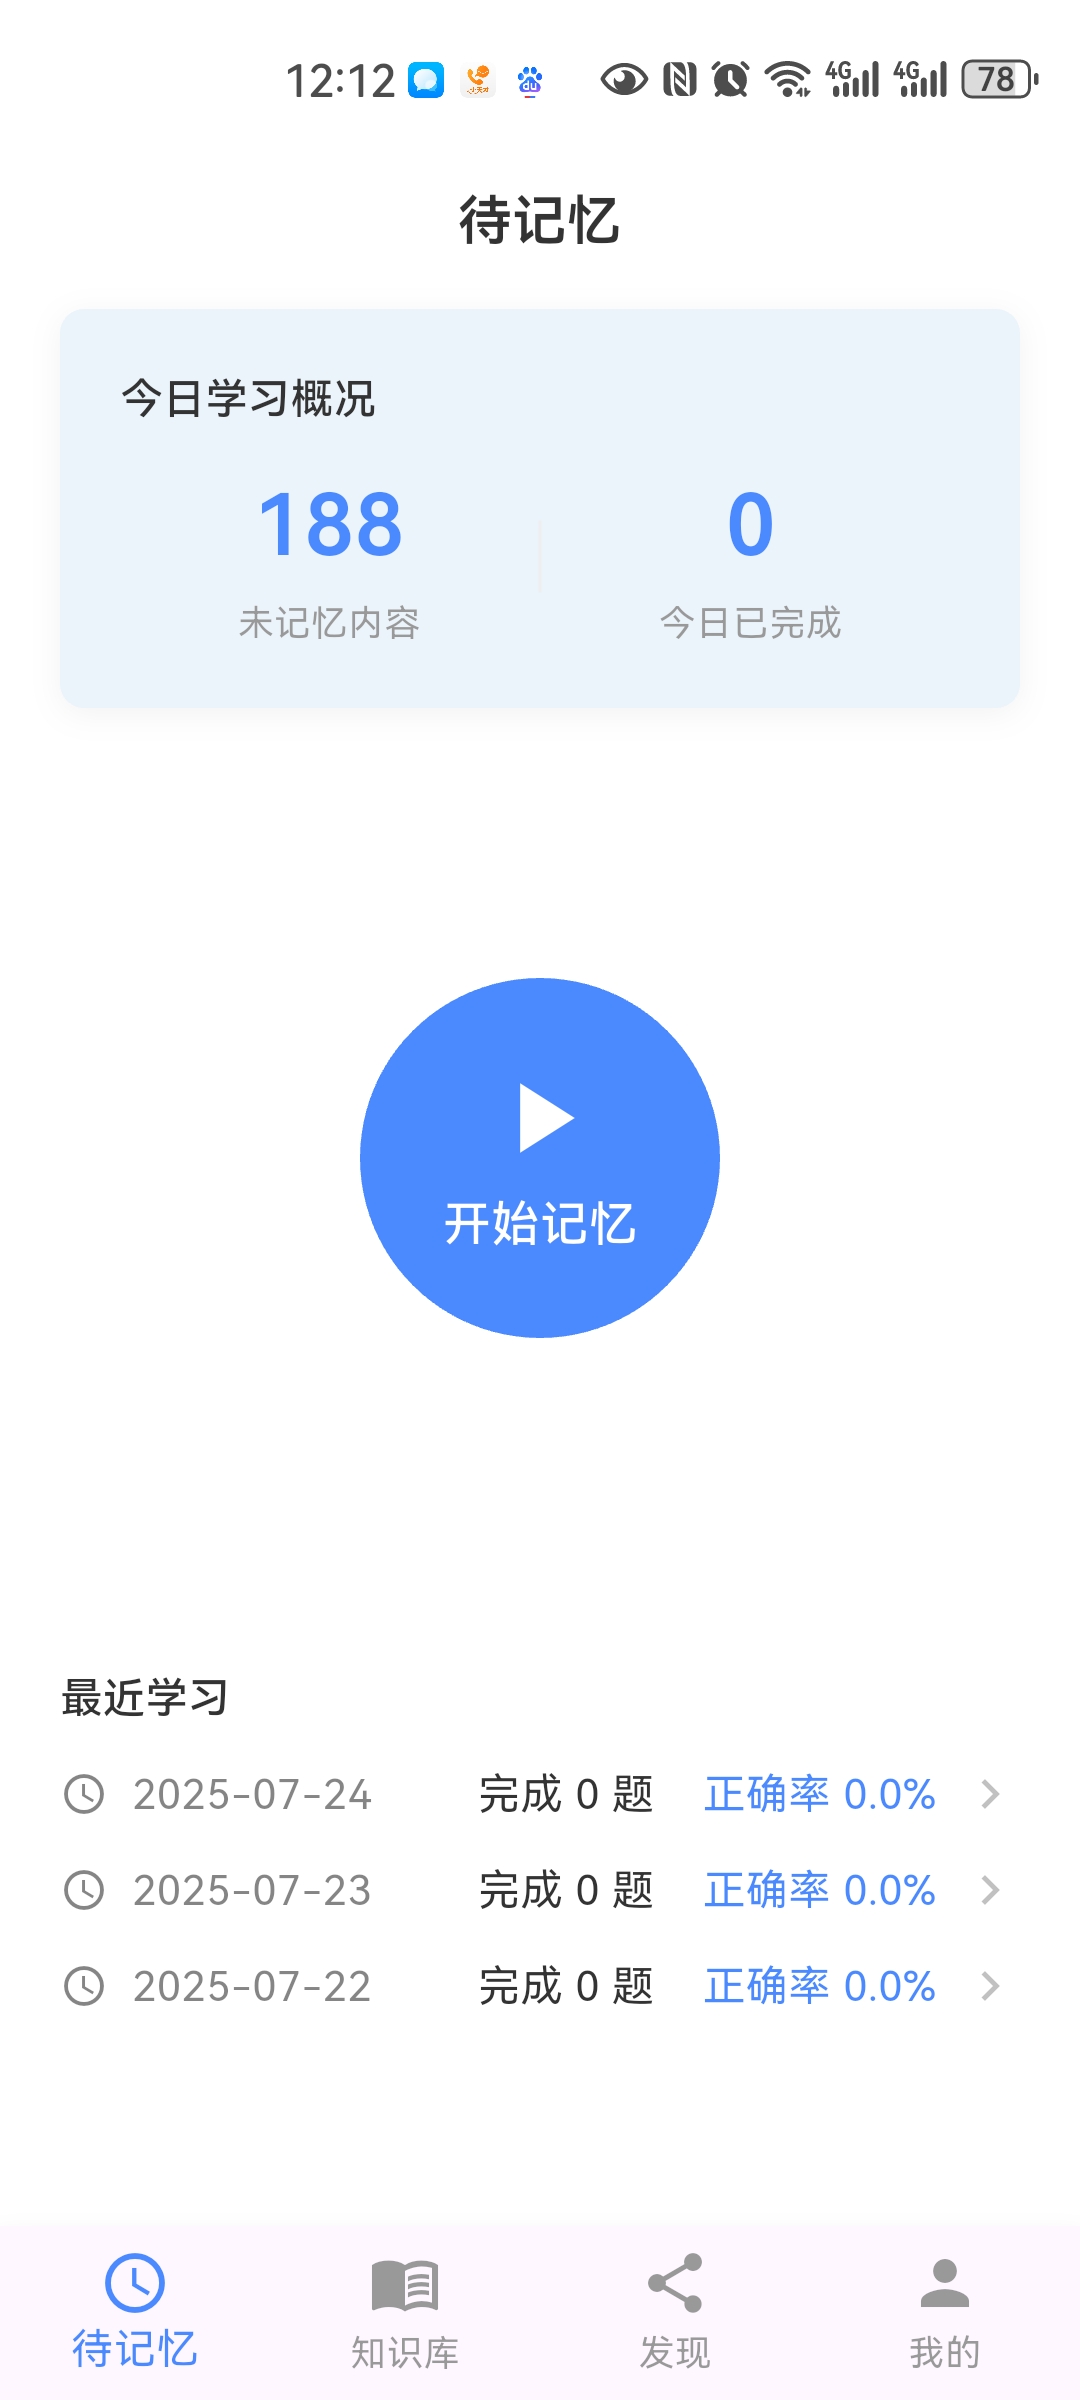 12:12 4G 4G 78
待记忆
今日学习概况
188 0
未记忆内容 今日已完成
开始记忆
最近学习
2025-07-24 完成 0 题 正确率 0.0%
2025-07-23 完成 0 题 正确率 0.0%
2025-07-22 完成 0 题 正确率 0.0%
待记忆 知识库 发现 我的